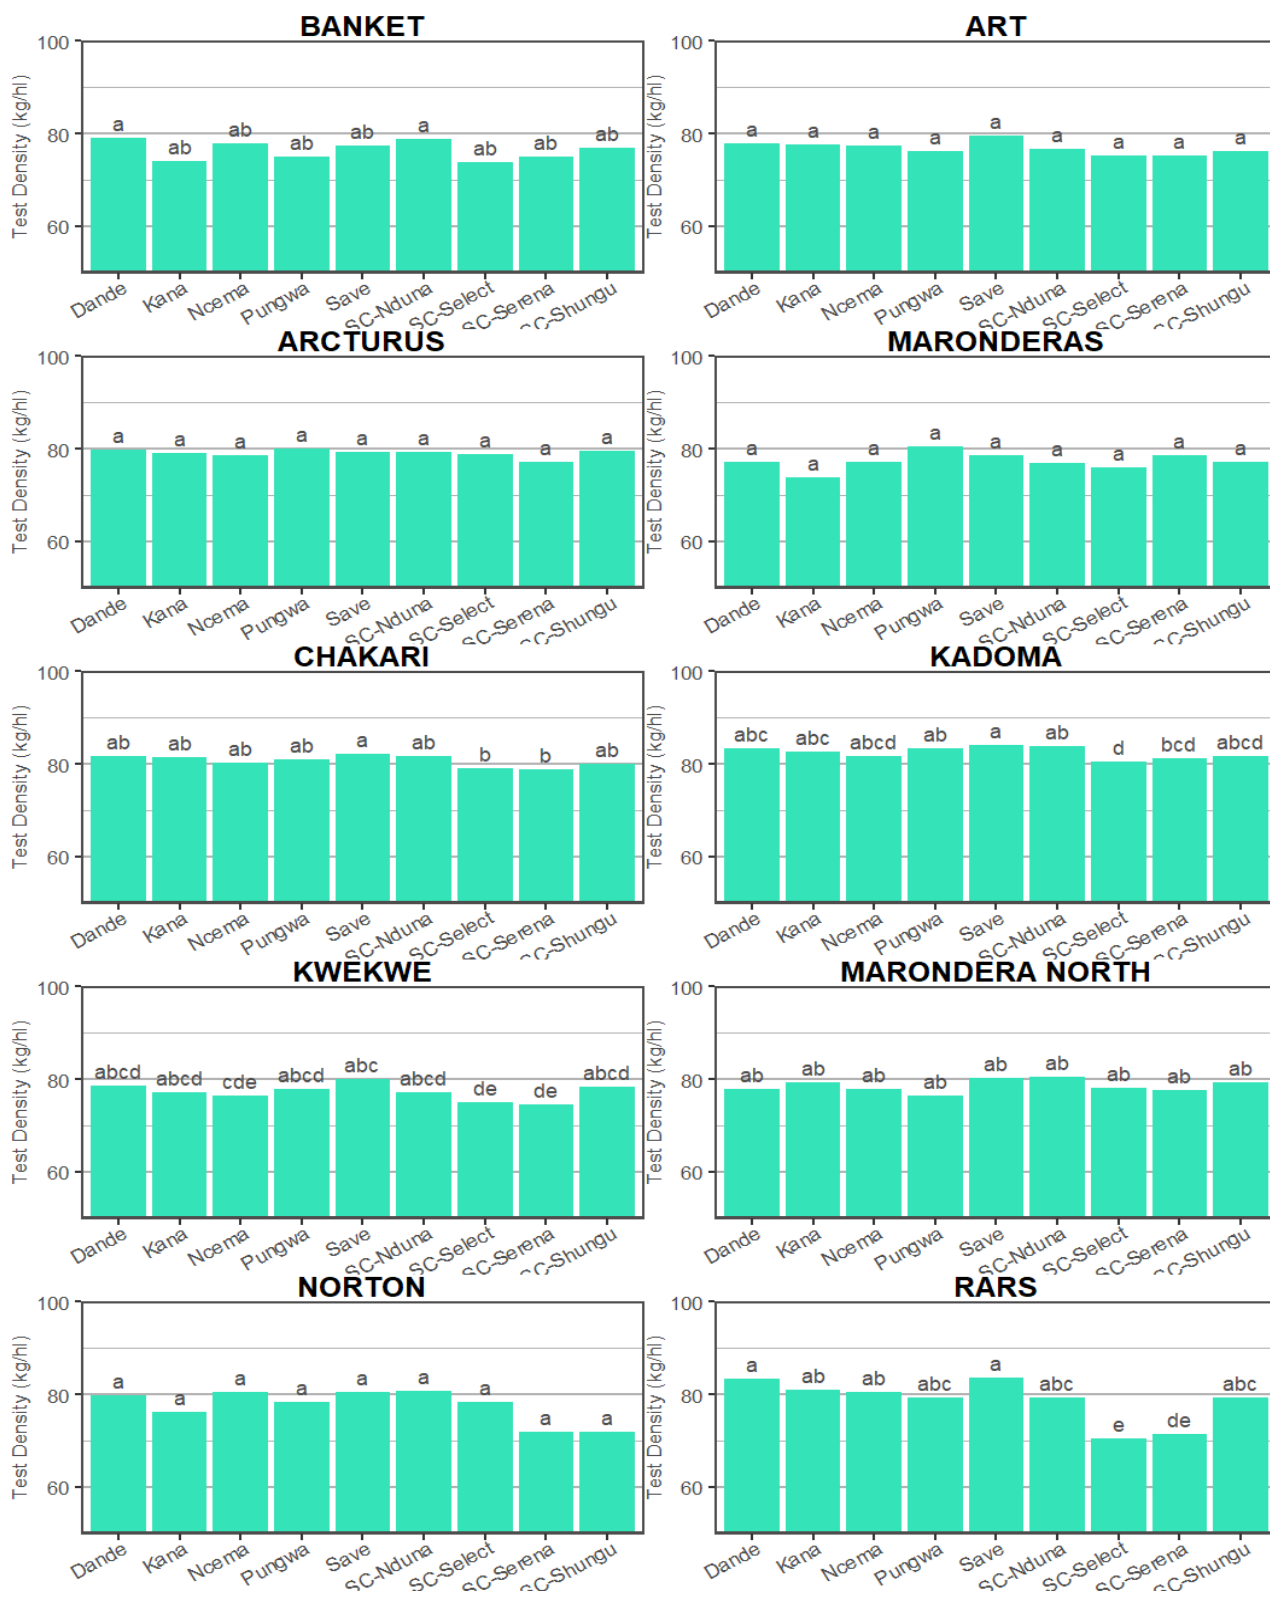 BANKET
Test Density (kg/hl)
100
80
60
a ab ab ab ab a ab ab ab
Dande Kana Ncema Pungwa Save SC-Nduna SC-Select SC-Serena SC-Shungu
ART
Test Density (kg/hl)
100
80
60
a a a a a a a a a
Dande Kana Ncema Pungwa Save SC-Nduna SC-Select SC-Serena SC-Shungu
ARCTURUS
Test Density (kg/hl)
100
80
60
a a a a a a a a a
Dande Kana Ncema Pungwa Save SC-Nduna SC-Select SC-Serena SC-Shungu
MARONDERAS
Test Density (kg/hl)
100
80
60
a a a a a a a a a
Dande Kana Ncema Pungwa Save SC-Nduna SC-Select SC-Serena SC-Shungu
CHAKARI
Test Density (kg/hl)
100
80
60
ab ab ab ab a ab b b ab
Dande Kana Ncema Pungwa Save SC-Nduna SC-Select SC-Serena SC-Shungu
KADOMA
Test Density (kg/hl)
100
80
60
abc abc abcd ab a ab d bcd abcd
Dande Kana Ncema Pungwa Save SC-Nduna SC-Select SC-Serena SC-Shungu
KWEKWE
Test Density (kg/hl)
100
80
60
abcd abcd cde abcd abc abcd de de abcd
Dande Kana Ncema Pungwa Save SC-Nduna SC-Select SC-Serena SC-Shungu
MARONDERA NORTH
Test Density (kg/hl)
100
80
60
ab ab ab ab ab ab ab ab ab
Dande Kana Ncema Pungwa Save SC-Nduna SC-Select SC-Serena SC-Shungu
NORTON
Test Density (kg/hl)
100
80
60
a a a a a a a a a
Dande Kana Ncema Pungwa Save SC-Nduna SC-Select SC-Serena SC-Shungu
RARS
Test Density (kg/hl)
100
80
60
a ab ab abc a abc e de abc
Dande Kana Ncema Pungwa Save SC-Nduna SC-Select SC-Serena SC-Shungu